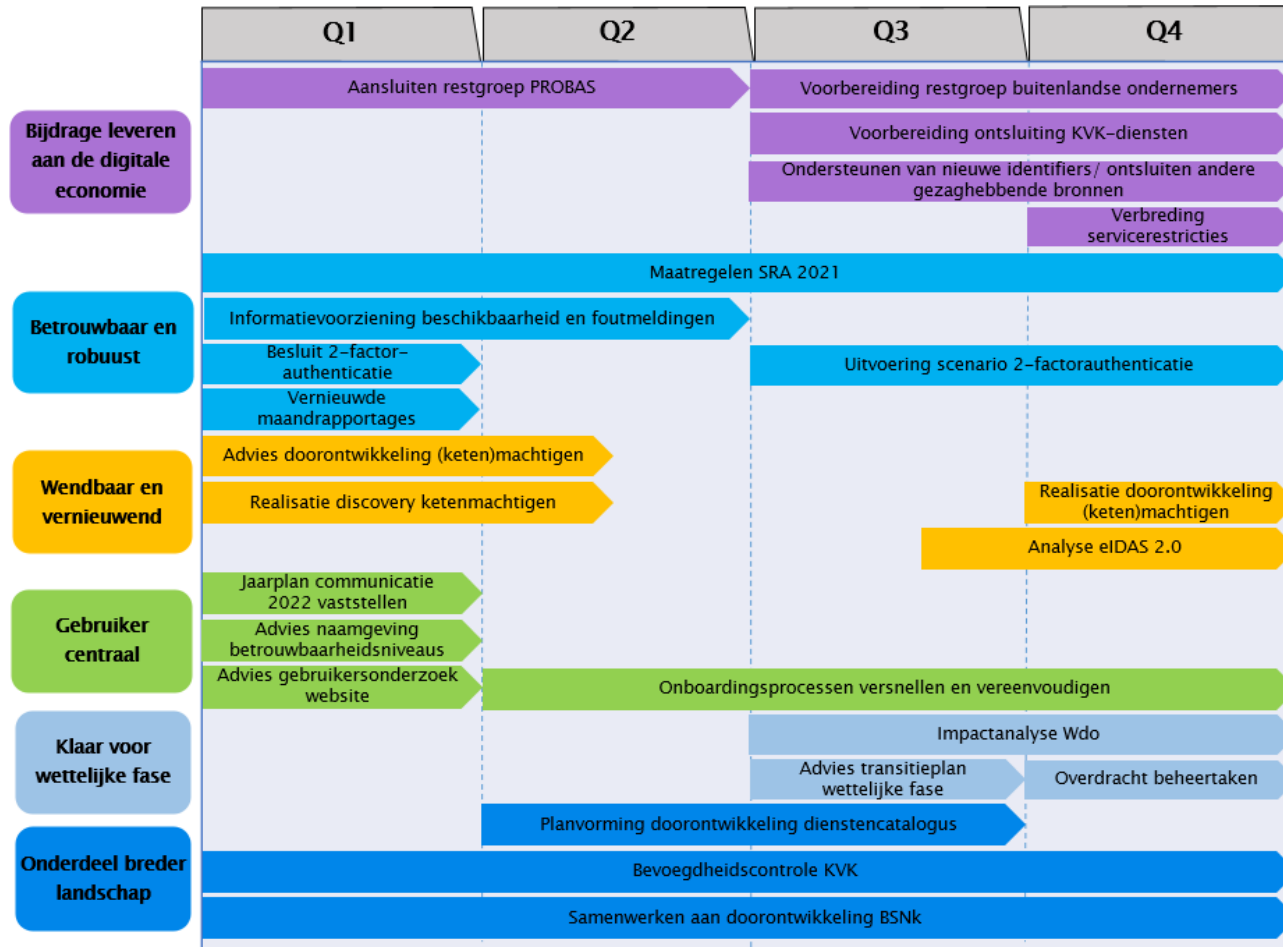 Q1
Q2
Q3
Q4
Bijdrage leveren
aan de digitale
economie
Aansluiten restgroep PROBAS
Voorbereiding restgroep buitenlandse ondernemers
Voorbereiding ontsluiting KVK-diensten
Ondersteunen van nieuwe identifiers/ ontsluiten andere
gezaghebbende bronnen
Verbreding
servicerestricties
Betrouwbaar en
robuust
Maatregelen SRA 2021
Informatievoorziening beschikbaarheid en foutmeldingen
Besluit 2-factor-
authenticatie
Uitvoering scenario 2-factorauthenticatie
Vernieuwde
maandrapportages
Wendbaar en
vernieuwend
Advies doorontwikkeling (keten)machtigen
Realisatie discovery ketenmachtigen
Realisatie doorontwikkeling
(keten)machtigen
Analyse eIDAS 2.0
Gebruiker
centraal
Jaarplan communicatie
2022 vaststellen
Advies naamgeving
betrouwbaarheidsniveaus
Advies gebruikersonderzoek
website
Onboardingsprocessen versnellen en vereenvoudigen
Klaar voor
wettelijke fase
Impactanalyse Wdo
Advies transitieplan
wettelijke fase
Overdracht beheertaken
Onderdeel breder
landschap
Planvorming doorontwikkeling dienstencatalogus
Bevoegdheidscontrole KVK
Samenwerken aan doorontwikkeling BSNk